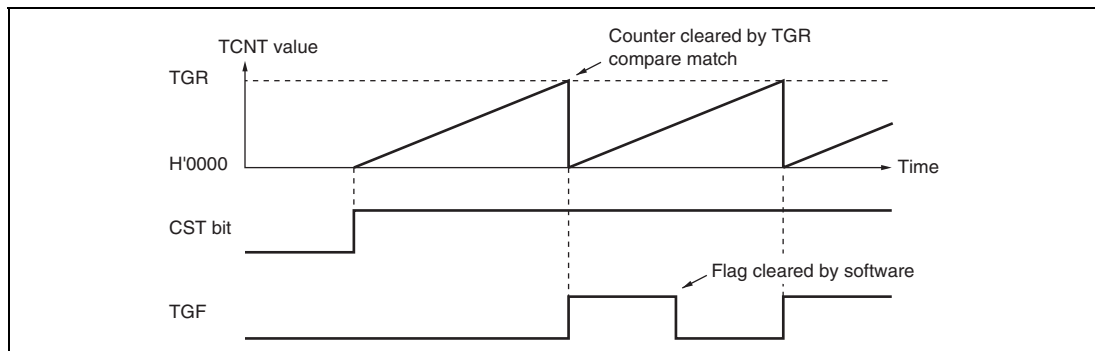 Counter cleared by TGR
compare match
TCNT value
TGR
H'0000
Time
CST bit
Flag cleared by software
TGF